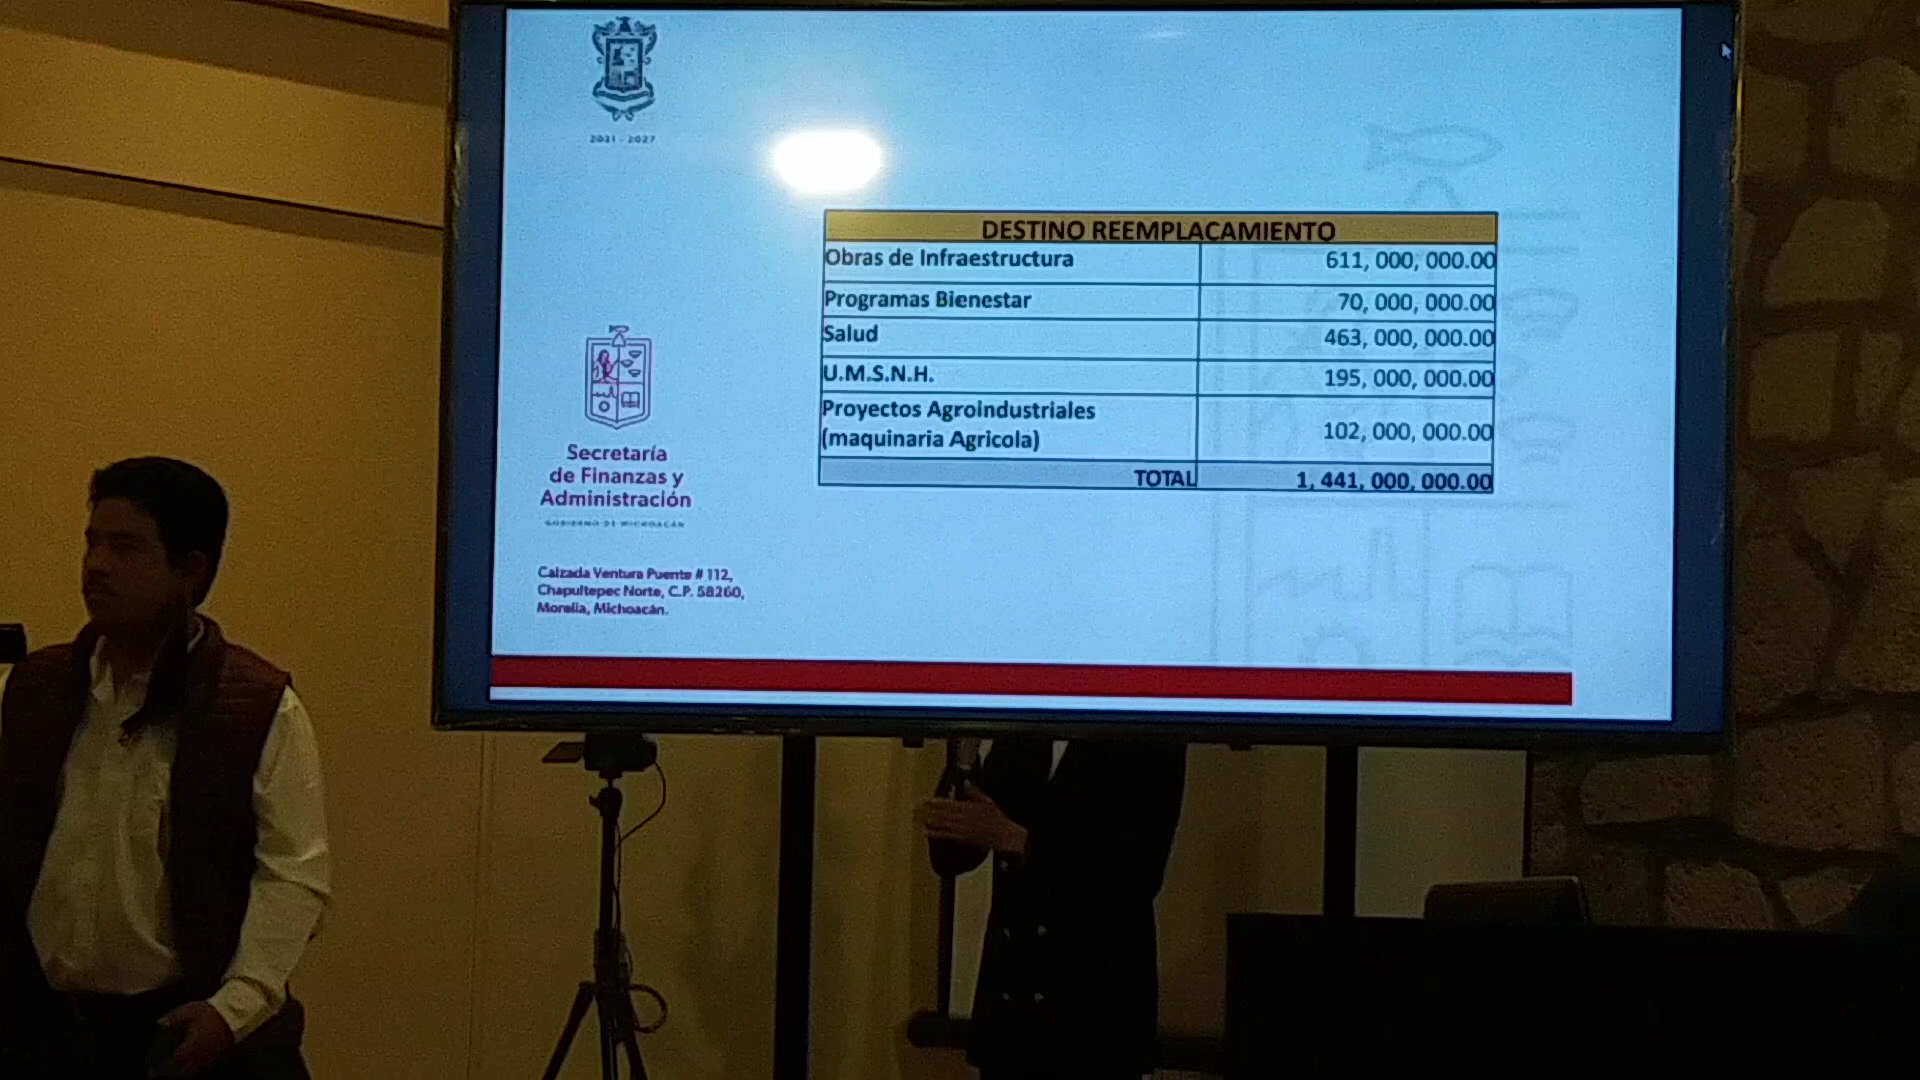 2021 - 2027
DESTINO REEMPLACAMIENTO
Obras de Infraestructura 611, 000, 000.00
Programas Bienestar 70, 000, 000.00
Salud 463, 000, 000.00
U.M.S.N.H. 195, 000, 000.00
Proyectos Agroindustriales
(maquinaria Agricola) 102, 000, 000.00
TOTAL 1, 441, 000, 000.00
Secretaría
de Finanzas y
Administración
GOBIERNO DE MICHOACÁN
Calzada Ventura Puente # 112,
Chapultepec Norte, C.P. 58260,
Morelia, Michoacán.